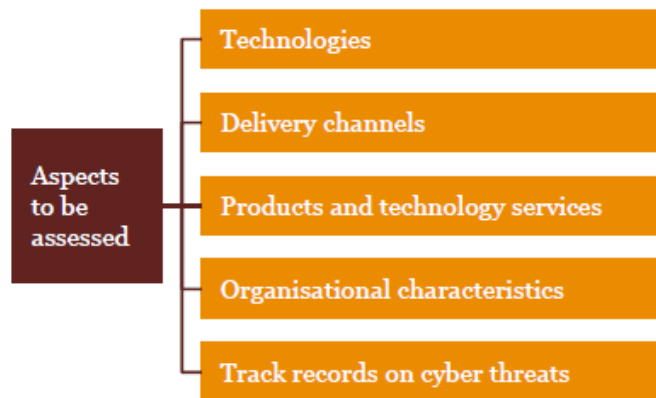 Aspects
to be
assessed
Technologies
Delivery channels
Products and technology services
Organisational characteristics
Track records on cyber threats